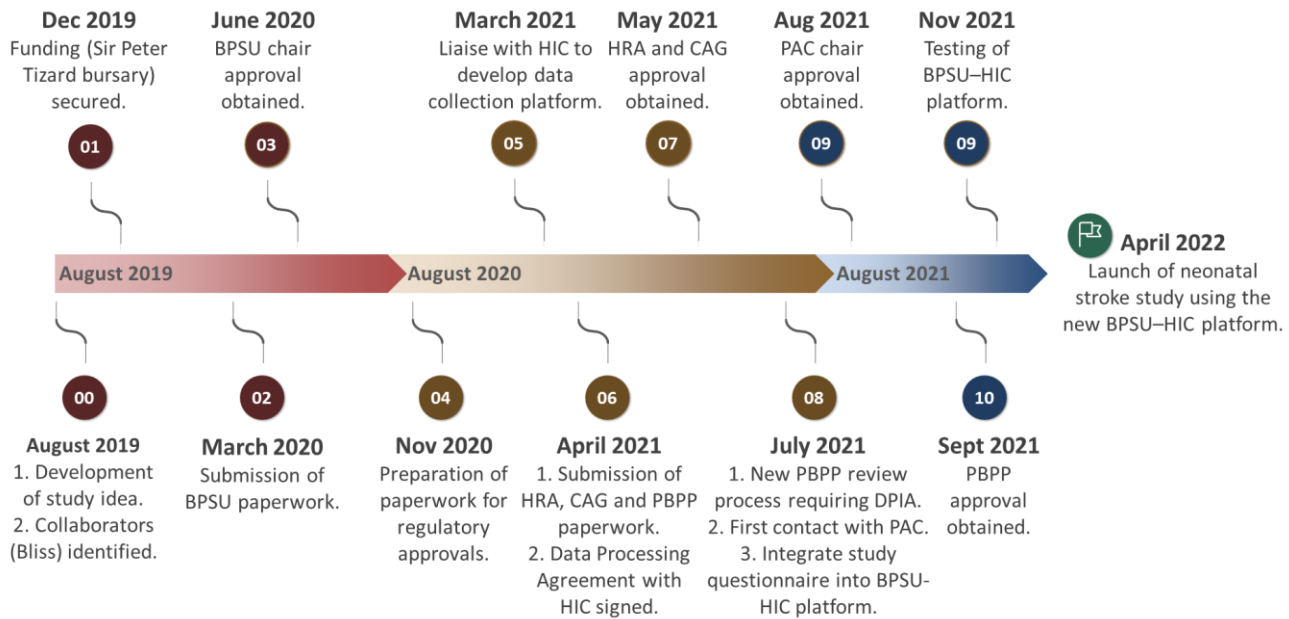 Dec 2019
Funding (Sir Peter
Tizard bursary)
secured.
01
June 2020
BPSU chair
approval
obtained.
03
March 2021
Liaise with HIC to
develop data
collection platform.
05
May 2021
HRA and CAG
approval
obtained.
07
Aug 2021
PAC chair
approval
obtained.
09
Nov 2021
Testing of
BPSU–HIC
platform.
09
August 2019
August 2020
August 2021
April 2022
Launch of neonatal
stroke study using the
new BPSU–HIC platform.
00
August 2019
1. Development
of study idea.
2. Collaborators
(Bliss) identified.
02
March 2020
Submission of
BPSU paperwork.
04
Nov 2020
Preparation of
paperwork for
regulatory
approvals.
06
April 2021
1. Submission of
HRA, CAG and PBPP
paperwork.
2. Data Processing
Agreement with
HIC signed.
08
July 2021
1. New PBPP review
process requiring DPIA.
2. First contact with PAC.
3. Integrate study
questionnaire into BPSU-
HIC platform.
10
Sept 2021
PBPP
approval
obtained.